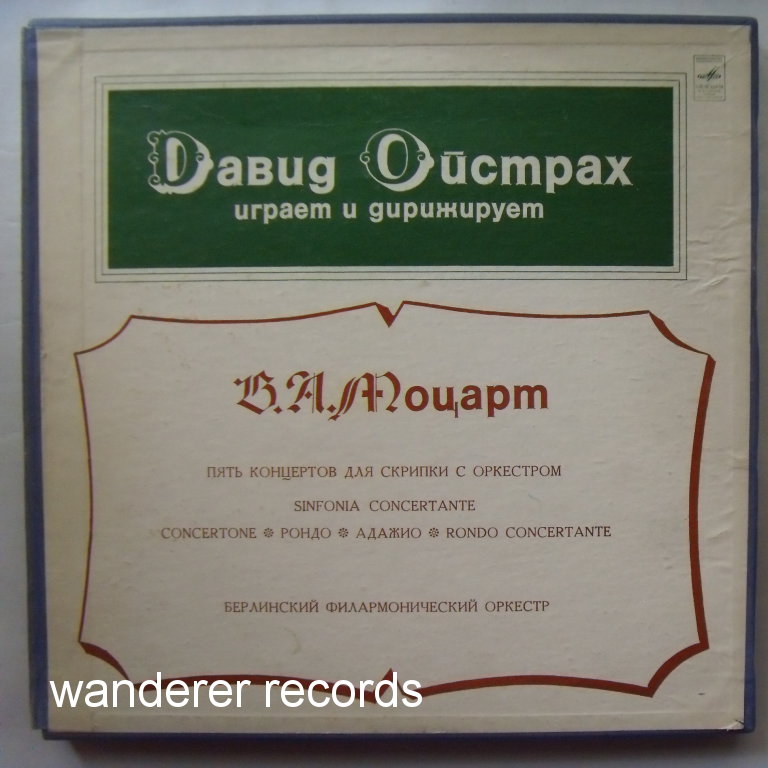 Давид Ойстрах
играет и дирижирует
В.А.Моцарт
ПЯТЬ КОНЦЕРТОВ ДЛЯ СКРИПКИ С ОРКЕСТРОМ
SINFONIA CONCERTANTE
CONCERTONE ❊ РОНДО ❊ АДАЖИО ❊ RONDO CONCERTANTE
БЕРЛИНСКИЙ ФИЛАРМОНИЧЕСКИЙ ОРКЕСТР
wanderer records